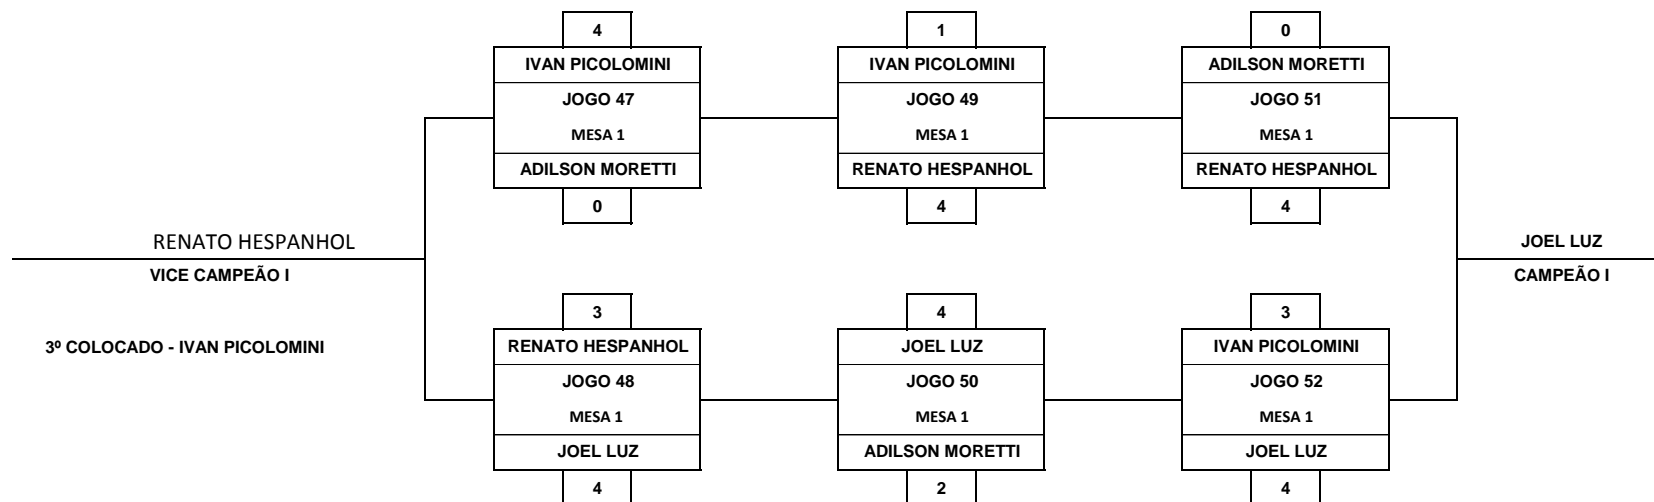 4
IVAN PICOLOMINI
JOGO 47
MESA 1
ADILSON MORETTI
0
1
IVAN PICOLOMINI
JOGO 49
MESA 1
RENATO HESPANHOL
4
0
ADILSON MORETTI
JOGO 51
MESA 1
RENATO HESPANHOL
4
RENATO HESPANHOL
VICE CAMPEÃO I
JOEL LUZ
CAMPEÃO I
3º COLOCADO - IVAN PICOLOMINI
3
RENATO HESPANHOL
JOGO 48
MESA 1
JOEL LUZ
4
4
JOEL LUZ
JOGO 50
MESA 1
ADILSON MORETTI
2
3
IVAN PICOLOMINI
JOGO 52
MESA 1
JOEL LUZ
4